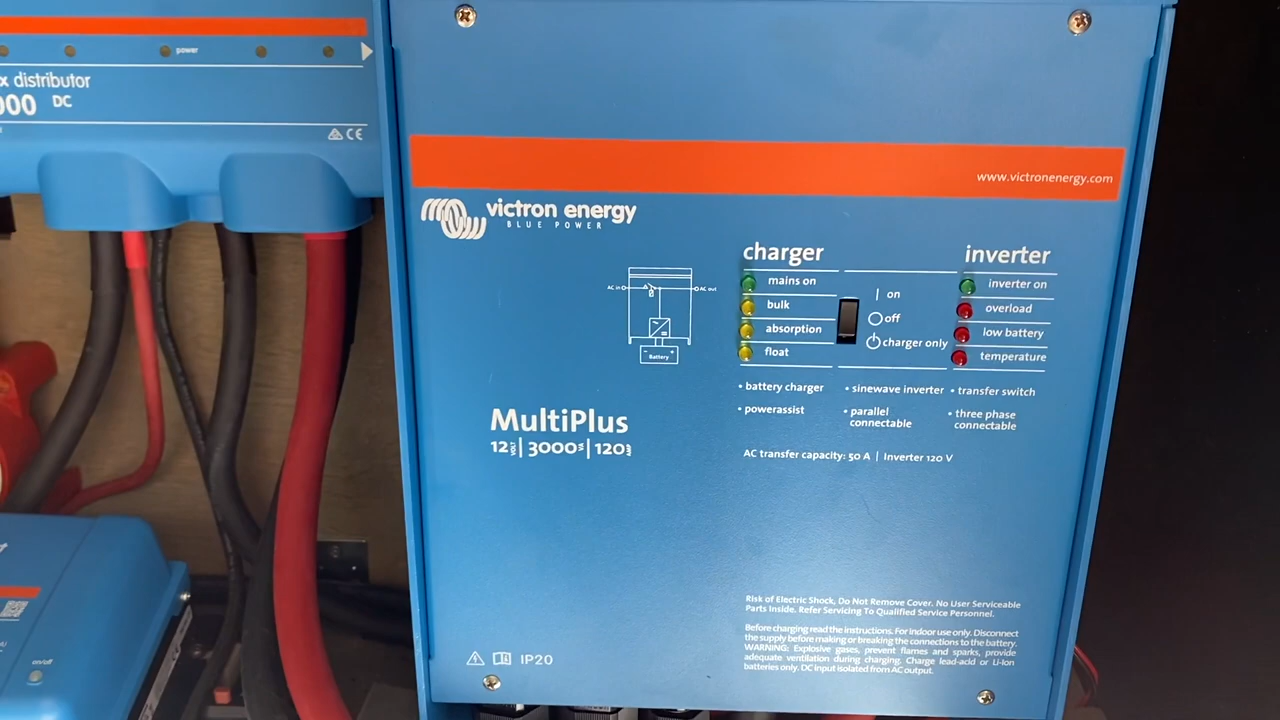 power
x distributor
000 DC
CE
www.victronenergy.com
victron energy
BLUE POWER
AC in
AC out
Battery
charger
mains on
bulk
absorption
float
on
off
charger only
inverter
inverter on
overload
low battery
temperature
• battery charger
• powerassist
• sinewave inverter
• parallel
connectable
• transfer switch
• three phase
connectable
AC transfer capacity: 50 A | Inverter 120 V
MultiPlus
12 VOLT | 3000 VA | 120 AMP
Risk of Electric Shock, Do Not Remove Cover. No User Serviceable
Parts Inside. Refer Servicing To Qualified Service Personnel.
Before charging read the instructions. For indoor use only. Disconnect
the supply before making or breaking the connections to the battery.
WARNING: Explosive gases, prevent flames and sparks, provide
adequate ventilation during charging. Charge lead-acid or Li-Ion
batteries only. DC input isolated from AC output.
IP20
on/off